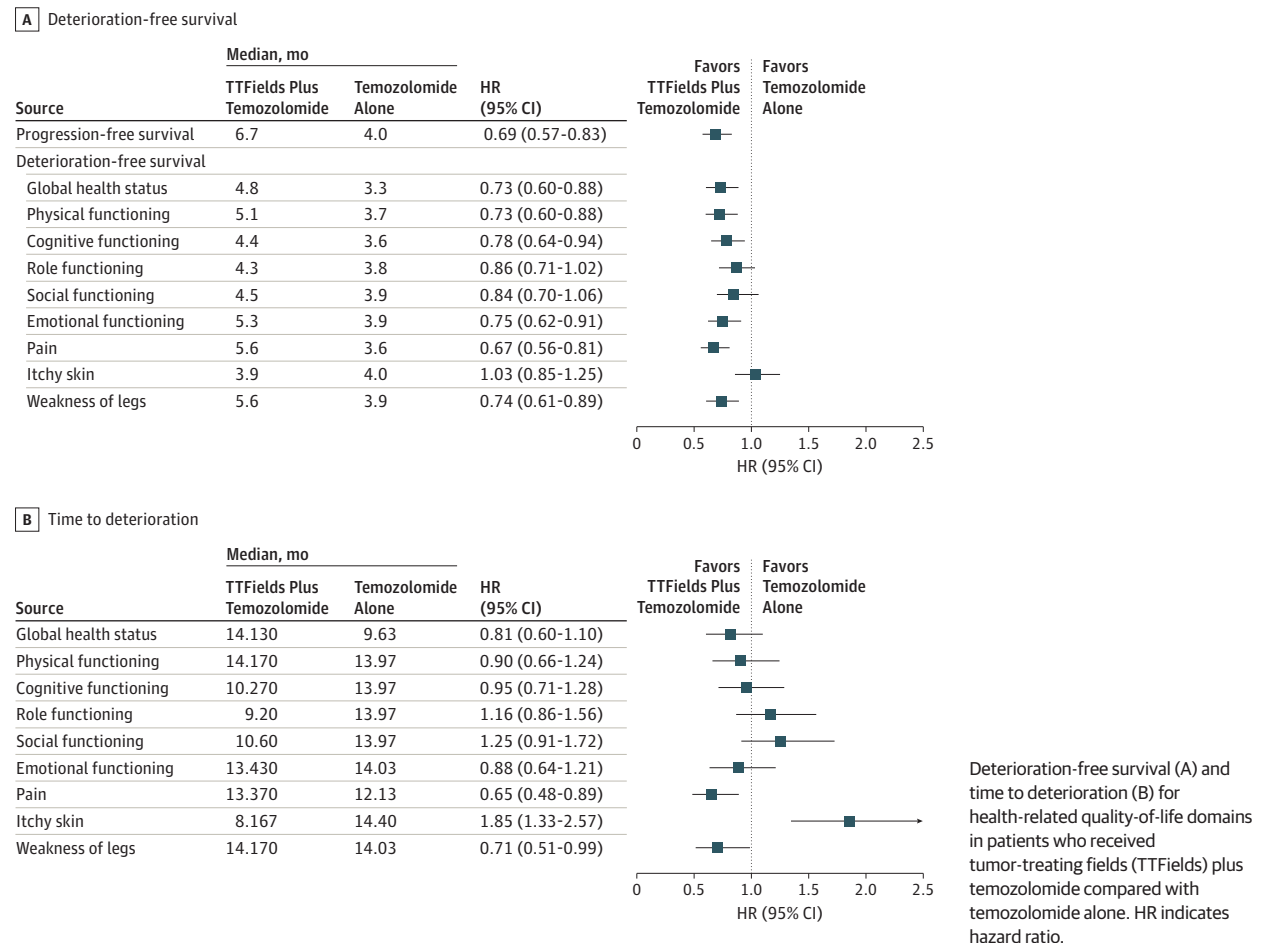 A Deterioration-free survival
Median, mo
Favors Favors
TTFields Plus Temozolomide HR TTFields Plus Temozolomide
Source Temozolomide Alone (95% CI) Temozolomide Alone
Progression-free survival 6.7 4.0 0.69 (0.57-0.83)
Deterioration-free survival
Global health status 4.8 3.3 0.73 (0.60-0.88)
Physical functioning 5.1 3.7 0.73 (0.60-0.88)
Cognitive functioning 4.4 3.6 0.78 (0.64-0.94)
Role functioning 4.3 3.8 0.86 (0.71-1.02)
Social functioning 4.5 3.9 0.84 (0.70-1.06)
Emotional functioning 5.3 3.9 0.75 (0.62-0.91)
Pain 5.6 3.6 0.67 (0.56-0.81)
Itchy skin 3.9 4.0 1.03 (0.85-1.25)
Weakness of legs 5.6 3.9 0.74 (0.61-0.89)
0 0.5 1.0 1.5 2.0 2.5
HR (95% CI)
B Time to deterioration
Median, mo
Favors Favors
TTFields Plus Temozolomide HR TTFields Plus Temozolomide
Source Temozolomide Alone (95% CI) Temozolomide Alone
Global health status 14.130 9.63 0.81 (0.60-1.10)
Physical functioning 14.170 13.97 0.90 (0.66-1.24)
Cognitive functioning 10.270 13.97 0.95 (0.71-1.28)
Role functioning 9.20 13.97 1.16 (0.86-1.56)
Social functioning 10.60 13.97 1.25 (0.91-1.72)
Emotional functioning 13.430 14.03 0.88 (0.64-1.21)
Pain 13.370 12.13 0.65 (0.48-0.89)
Itchy skin 8.167 14.40 1.85 (1.33-2.57)
Weakness of legs 14.170 14.03 0.71 (0.51-0.99)
0 0.5 1.0 1.5 2.0 2.5
HR (95% CI)
Deterioration-free survival (A) and
time to deterioration (B) for
health-related quality-of-life domains
in patients who received
tumor-treating fields (TTFields) plus
temozolomide compared with
temozolomide alone. HR indicates
hazard ratio.